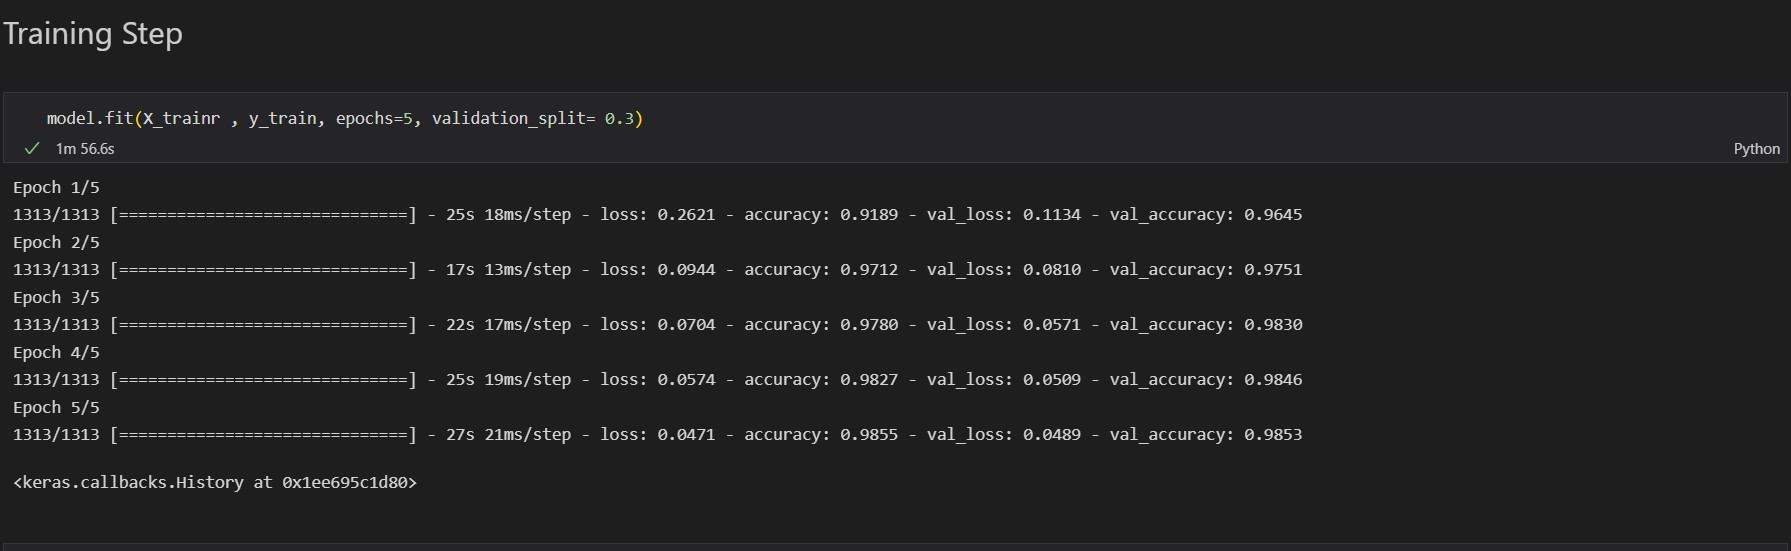 Training Step
model.fit(X_trainr , y_train, epochs=5, validation_split= 0.3)
1m 56.6s
Python
Epoch 1/5
1313/1313 [==============================] - 25s 18ms/step - loss: 0.2621 - accuracy: 0.9189 - val_loss: 0.1134 - val_accuracy: 0.9645
Epoch 2/5
1313/1313 [==============================] - 17s 13ms/step - loss: 0.0944 - accuracy: 0.9712 - val_loss: 0.0810 - val_accuracy: 0.9751
Epoch 3/5
1313/1313 [==============================] - 22s 17ms/step - loss: 0.0704 - accuracy: 0.9780 - val_loss: 0.0571 - val_accuracy: 0.9830
Epoch 4/5
1313/1313 [==============================] - 25s 19ms/step - loss: 0.0574 - accuracy: 0.9827 - val_loss: 0.0509 - val_accuracy: 0.9846
Epoch 5/5
1313/1313 [==============================] - 27s 21ms/step - loss: 0.0471 - accuracy: 0.9855 - val_loss: 0.0489 - val_accuracy: 0.9853
<keras.callbacks.History at 0x1ee695c1d80>